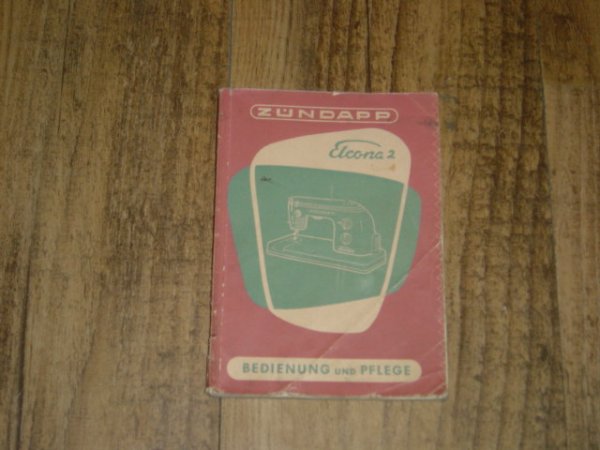 ZÜNDAPP
Elcona 2
BEDIENUNG UND PFLEGE